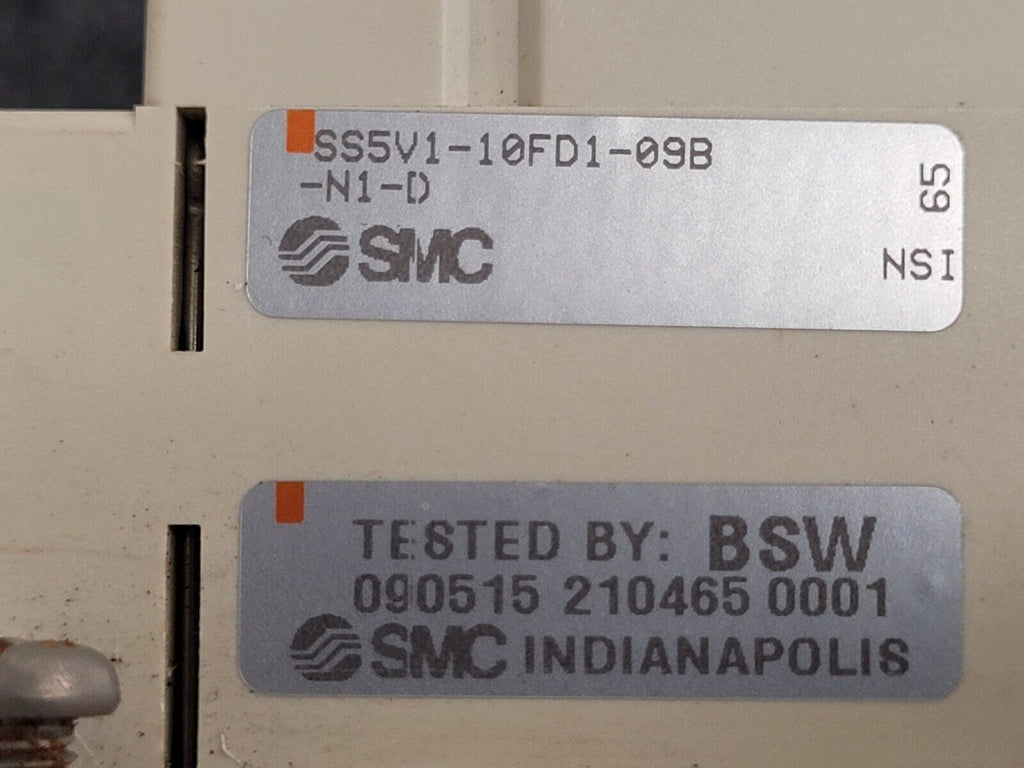 SS5V1-10FD1-09B
-N1-D
65
SMC
NSI
TESTED BY: BSW
090515 210465 0001
SMC INDIANAPOLIS